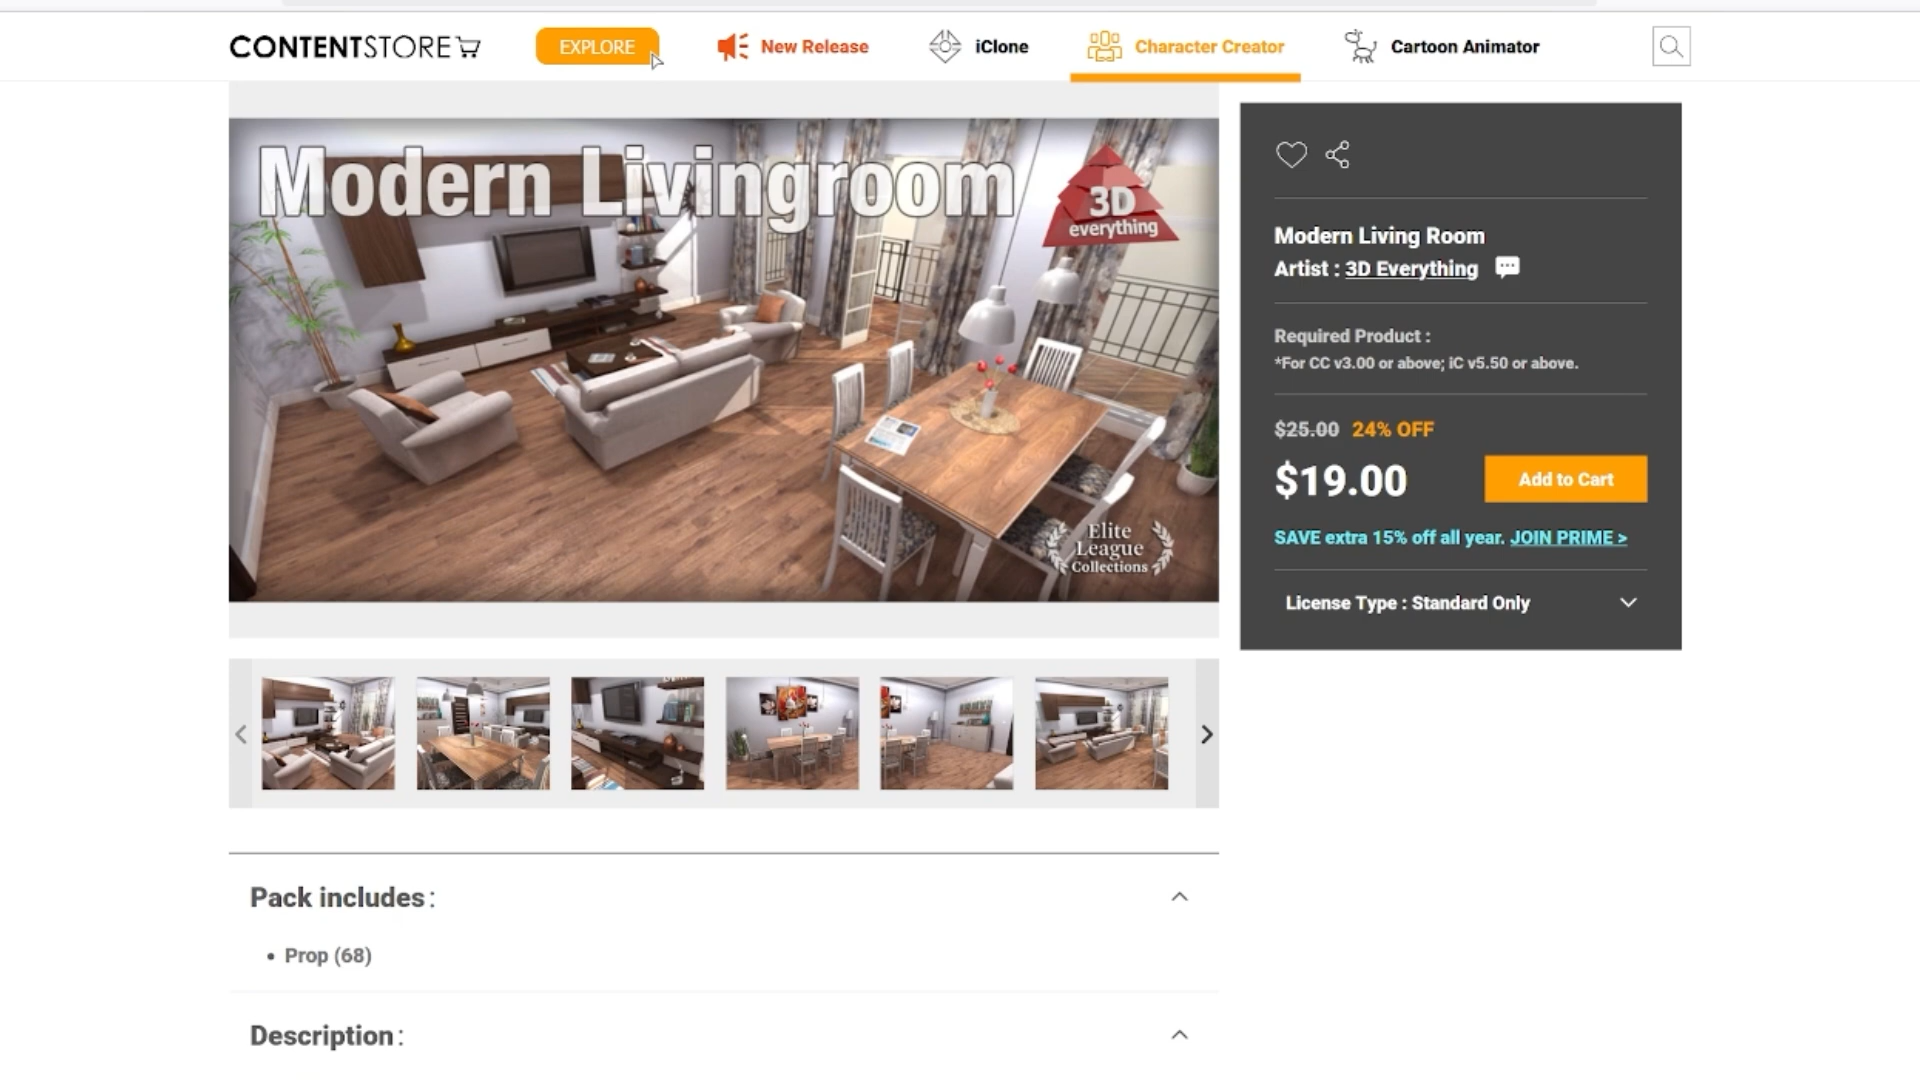 CONTENTSTORE
EXPLORE
New Release
iClone
Character Creator
Cartoon Animator
Modern Livingroom
3D
everything
Elite
League
Collections
Modern Living Room
Artist : 3D Everything
Required Product :
*For CC v3.00 or above; iC v5.50 or above.
$25.00 24% OFF
$19.00
Add to Cart
SAVE extra 15% off all year. JOIN PRIME >
License Type : Standard Only
Pack includes :
• Prop (68)
Description :